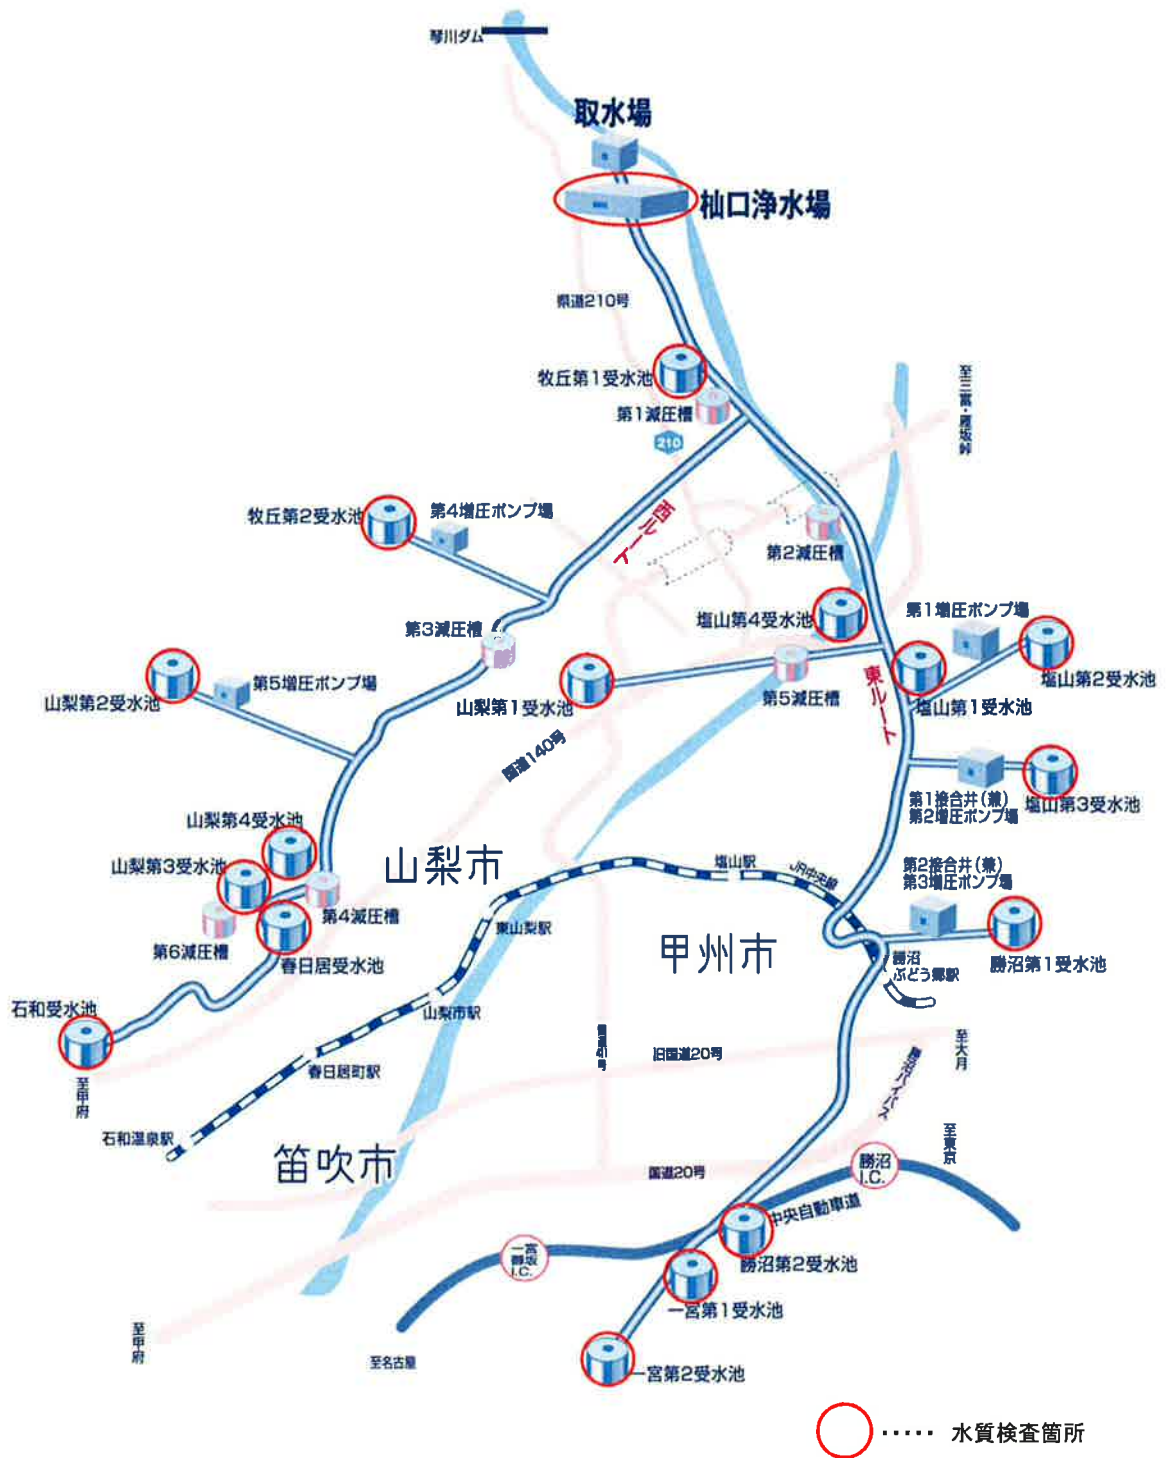 琴川ダム
取水場
杣口浄水場
県道210号
牧丘第1受水池
第1減圧槽
210
至三富・雁坂峠
牧丘第2受水池
第4増圧ポンプ場
西ルート
第2減圧槽
第3減圧槽
塩山第4受水池
第1増圧ポンプ場
山梨第2受水池
第5増圧ポンプ場
山梨第1受水池
第5減圧槽
東ルート
塩山第1受水池
塩山第2受水池
国道140号
第1接合井(兼)
第2増圧ポンプ場
塩山第3受水池
山梨第4受水池
山梨第3受水池
山梨市
塩山駅
JR中央線
第2接合井(兼)
第3増圧ポンプ場
第4減圧槽
第6減圧槽
春日居受水池
東山梨駅
甲州市
勝沼
ぶどう郷駅
勝沼第1受水池
石和受水池
至甲府
山梨市駅
春日居町駅
旧国道20号
至大月
勝沼バイパス
石和温泉駅
笛吹市
国道20号
至東京
勝沼
I.C.
中央自動車道
一宮
御坂
I.C.
勝沼第2受水池
一宮第1受水池
至甲府
至名古屋
一宮第2受水池
水質検査箇所